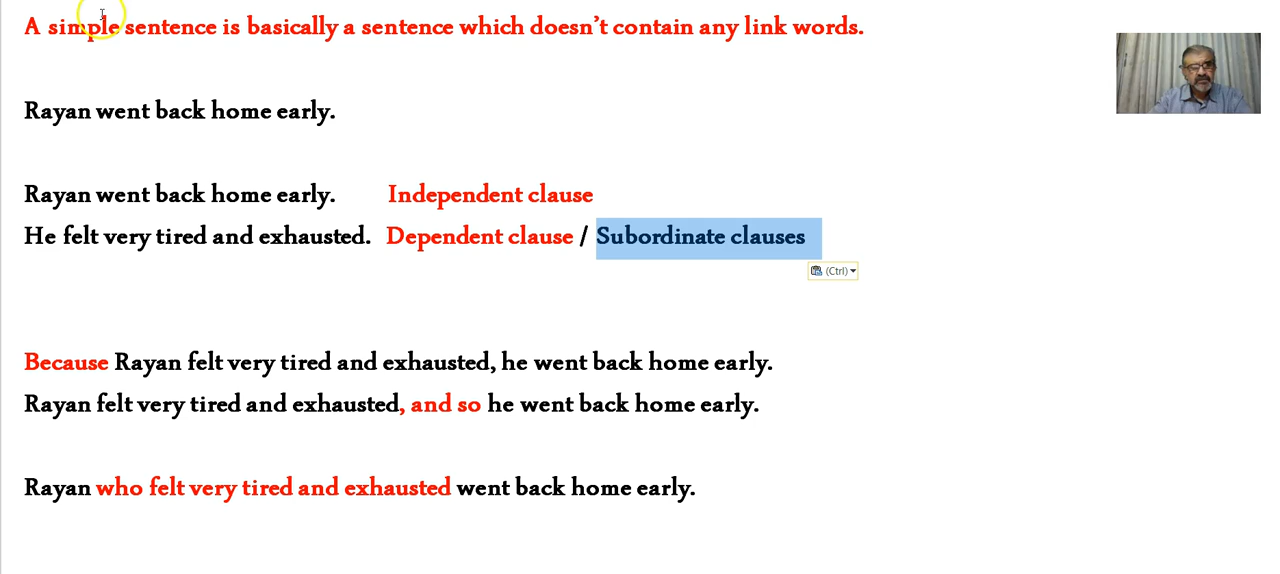 A simple sentence is basically a sentence which doesn’t contain any link words.
Rayan went back home early.
Rayan went back home early. Independent clause
He felt very tired and exhausted. Dependent clause / Subordinate clauses
(Ctrl)
Because Rayan felt very tired and exhausted, he went back home early.
Rayan felt very tired and exhausted, and so he went back home early.
Rayan who felt very tired and exhausted went back home early.